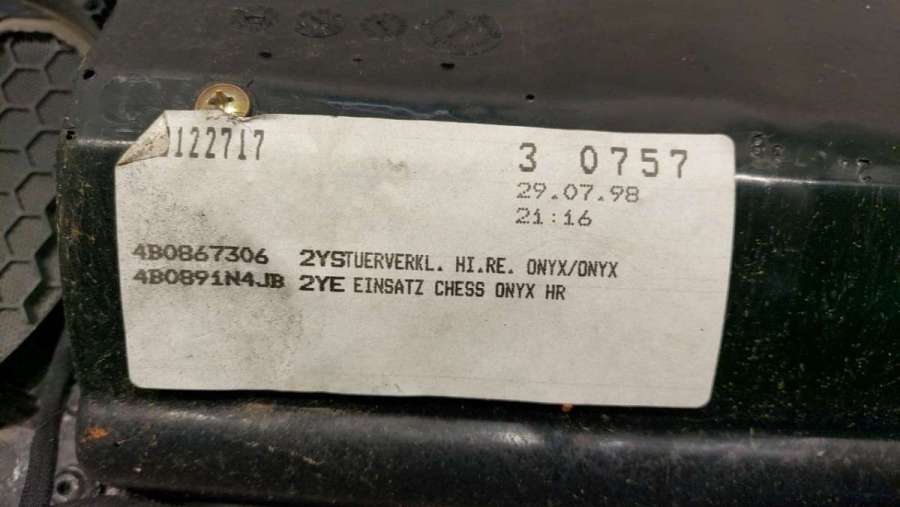 122717
3 0757
29.07.98
21:16
4B0867306 2YSTUERVERKL. HI.RE. ONYX/ONYX
4B0891N4JB 2YE EINSATZ CHESS ONYX HR